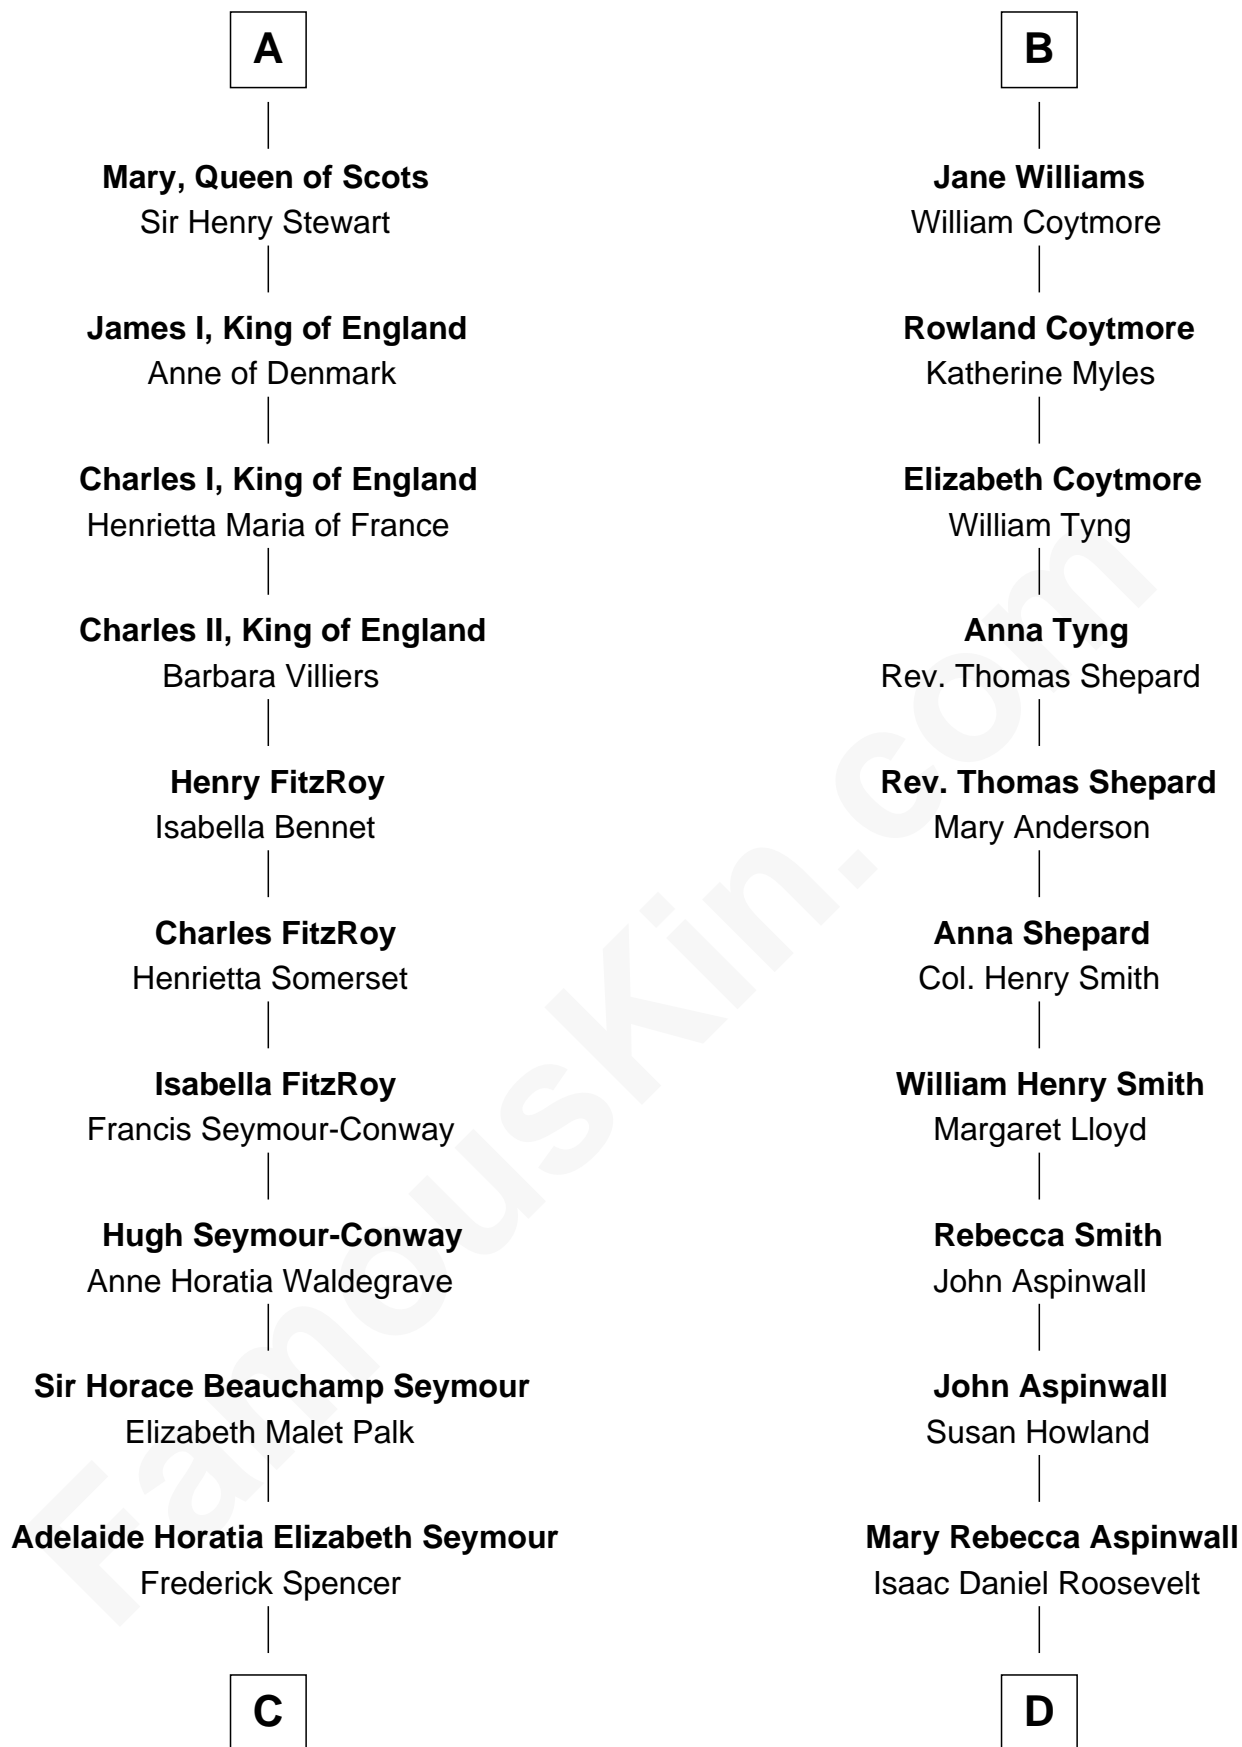 A
Mary, Queen of Scots
Sir Henry Stewart
James I, King of England
Anne of Denmark
Charles I, King of England
Henrietta Maria of France
Charles II, King of England
Barbara Villiers
Henry FitzRoy
Isabella Bennet
Charles FitzRoy
Henrietta Somerset
Isabella FitzRoy
Francis Seymour-Conway
Hugh Seymour-Conway
Anne Horatia Waldegrave
Sir Horace Beauchamp Seymour
Elizabeth Malet Palk
Adelaide Horatia Elizabeth Seymour
Frederick Spencer
C
B
Jane Williams
William Coytmore
Rowland Coytmore
Katherine Myles
Elizabeth Coytmore
William Tyng
Anna Tyng
Rev. Thomas Shepard
Rev. Thomas Shepard
Mary Anderson
Anna Shepard
Col. Henry Smith
William Henry Smith
Margaret Lloyd
Rebecca Smith
John Aspinwall
John Aspinwall
Susan Howland
Mary Rebecca Aspinwall
Isaac Daniel Roosevelt
D
FamousKin.com